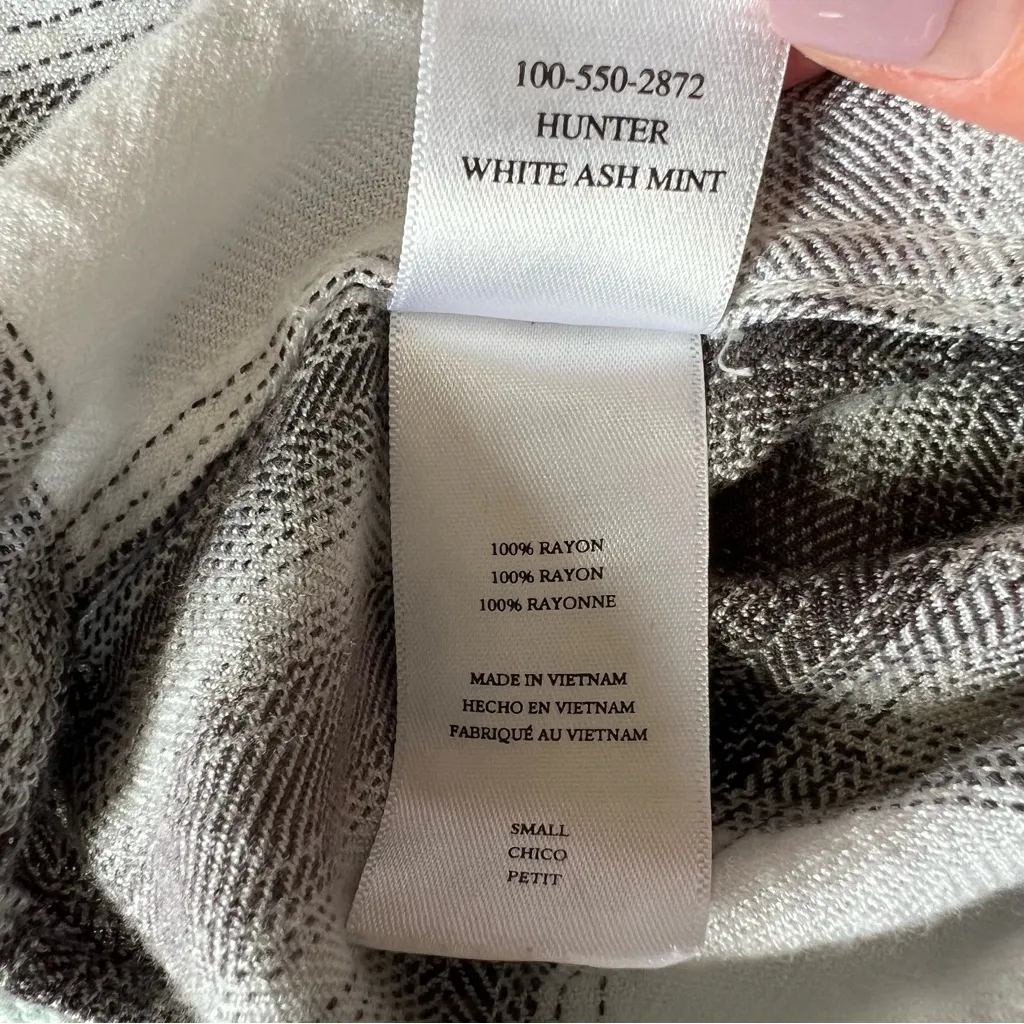 100-550-2872
HUNTER
WHITE ASH MINT
100% RAYON
100% RAYON
100% RAYONNE
MADE IN VIETNAM
HECHO EN VIETNAM
FABRIQUÉ AU VIETNAM
SMALL
CHICO
PETIT